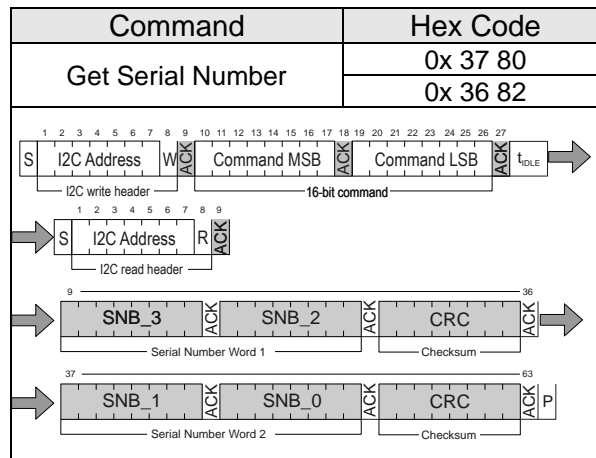 Command Hex Code
Get Serial Number
0x 37 80
0x 36 82
1 2 3 4 5 6 7 8 9 10 11 12 13 14 15 16 17 18 19 20 21 22 23 24 25 26 27
S I2C Address W ACK Command MSB ACK Command LSB ACK tIDLE
I2C write header 16-bit command
1 2 3 4 5 6 7 8 9
S I2C Address R ACK
I2C read header
9 36
SNB_3 ACK SNB_2 ACK CRC ACK
Serial Number Word 1 Checksum
37 63
SNB_1 ACK SNB_0 ACK CRC ACK P
Serial Number Word 2 Checksum